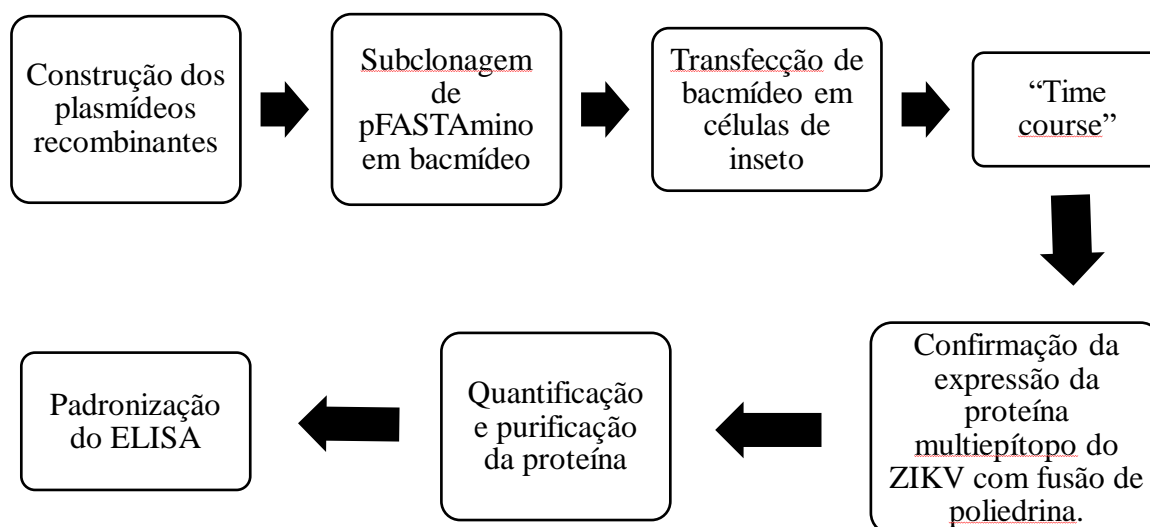 Construção dos
plasmídeos
recombinantes
Subclonagem
de
pFASTAmino
em bacmídeo
Transfecção de
bacmídeo em
células de
inseto
“Time
course”
Confirmação da
expressão da
proteína
multiepítopo do
ZIKV com fusão de
poliedrina.
Quantificação
e purificação
da proteína
Padronização
do ELISA